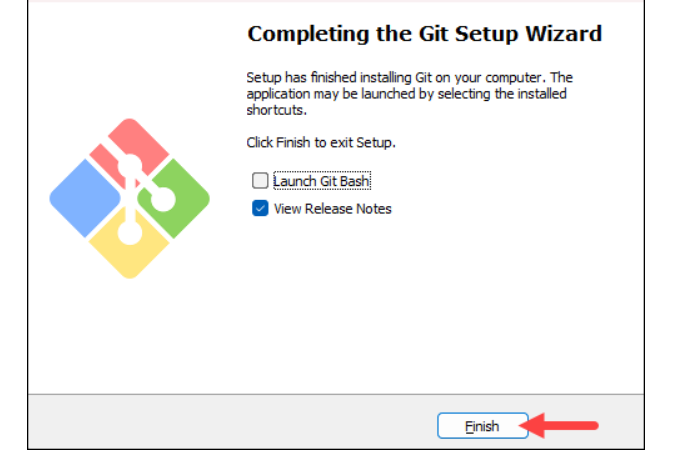 Completing the Git Setup Wizard
Setup has finished installing Git on your computer. The
application may be launched by selecting the installed
shortcuts.
Click Finish to exit Setup.
Launch Git Bash
View Release Notes
Finish